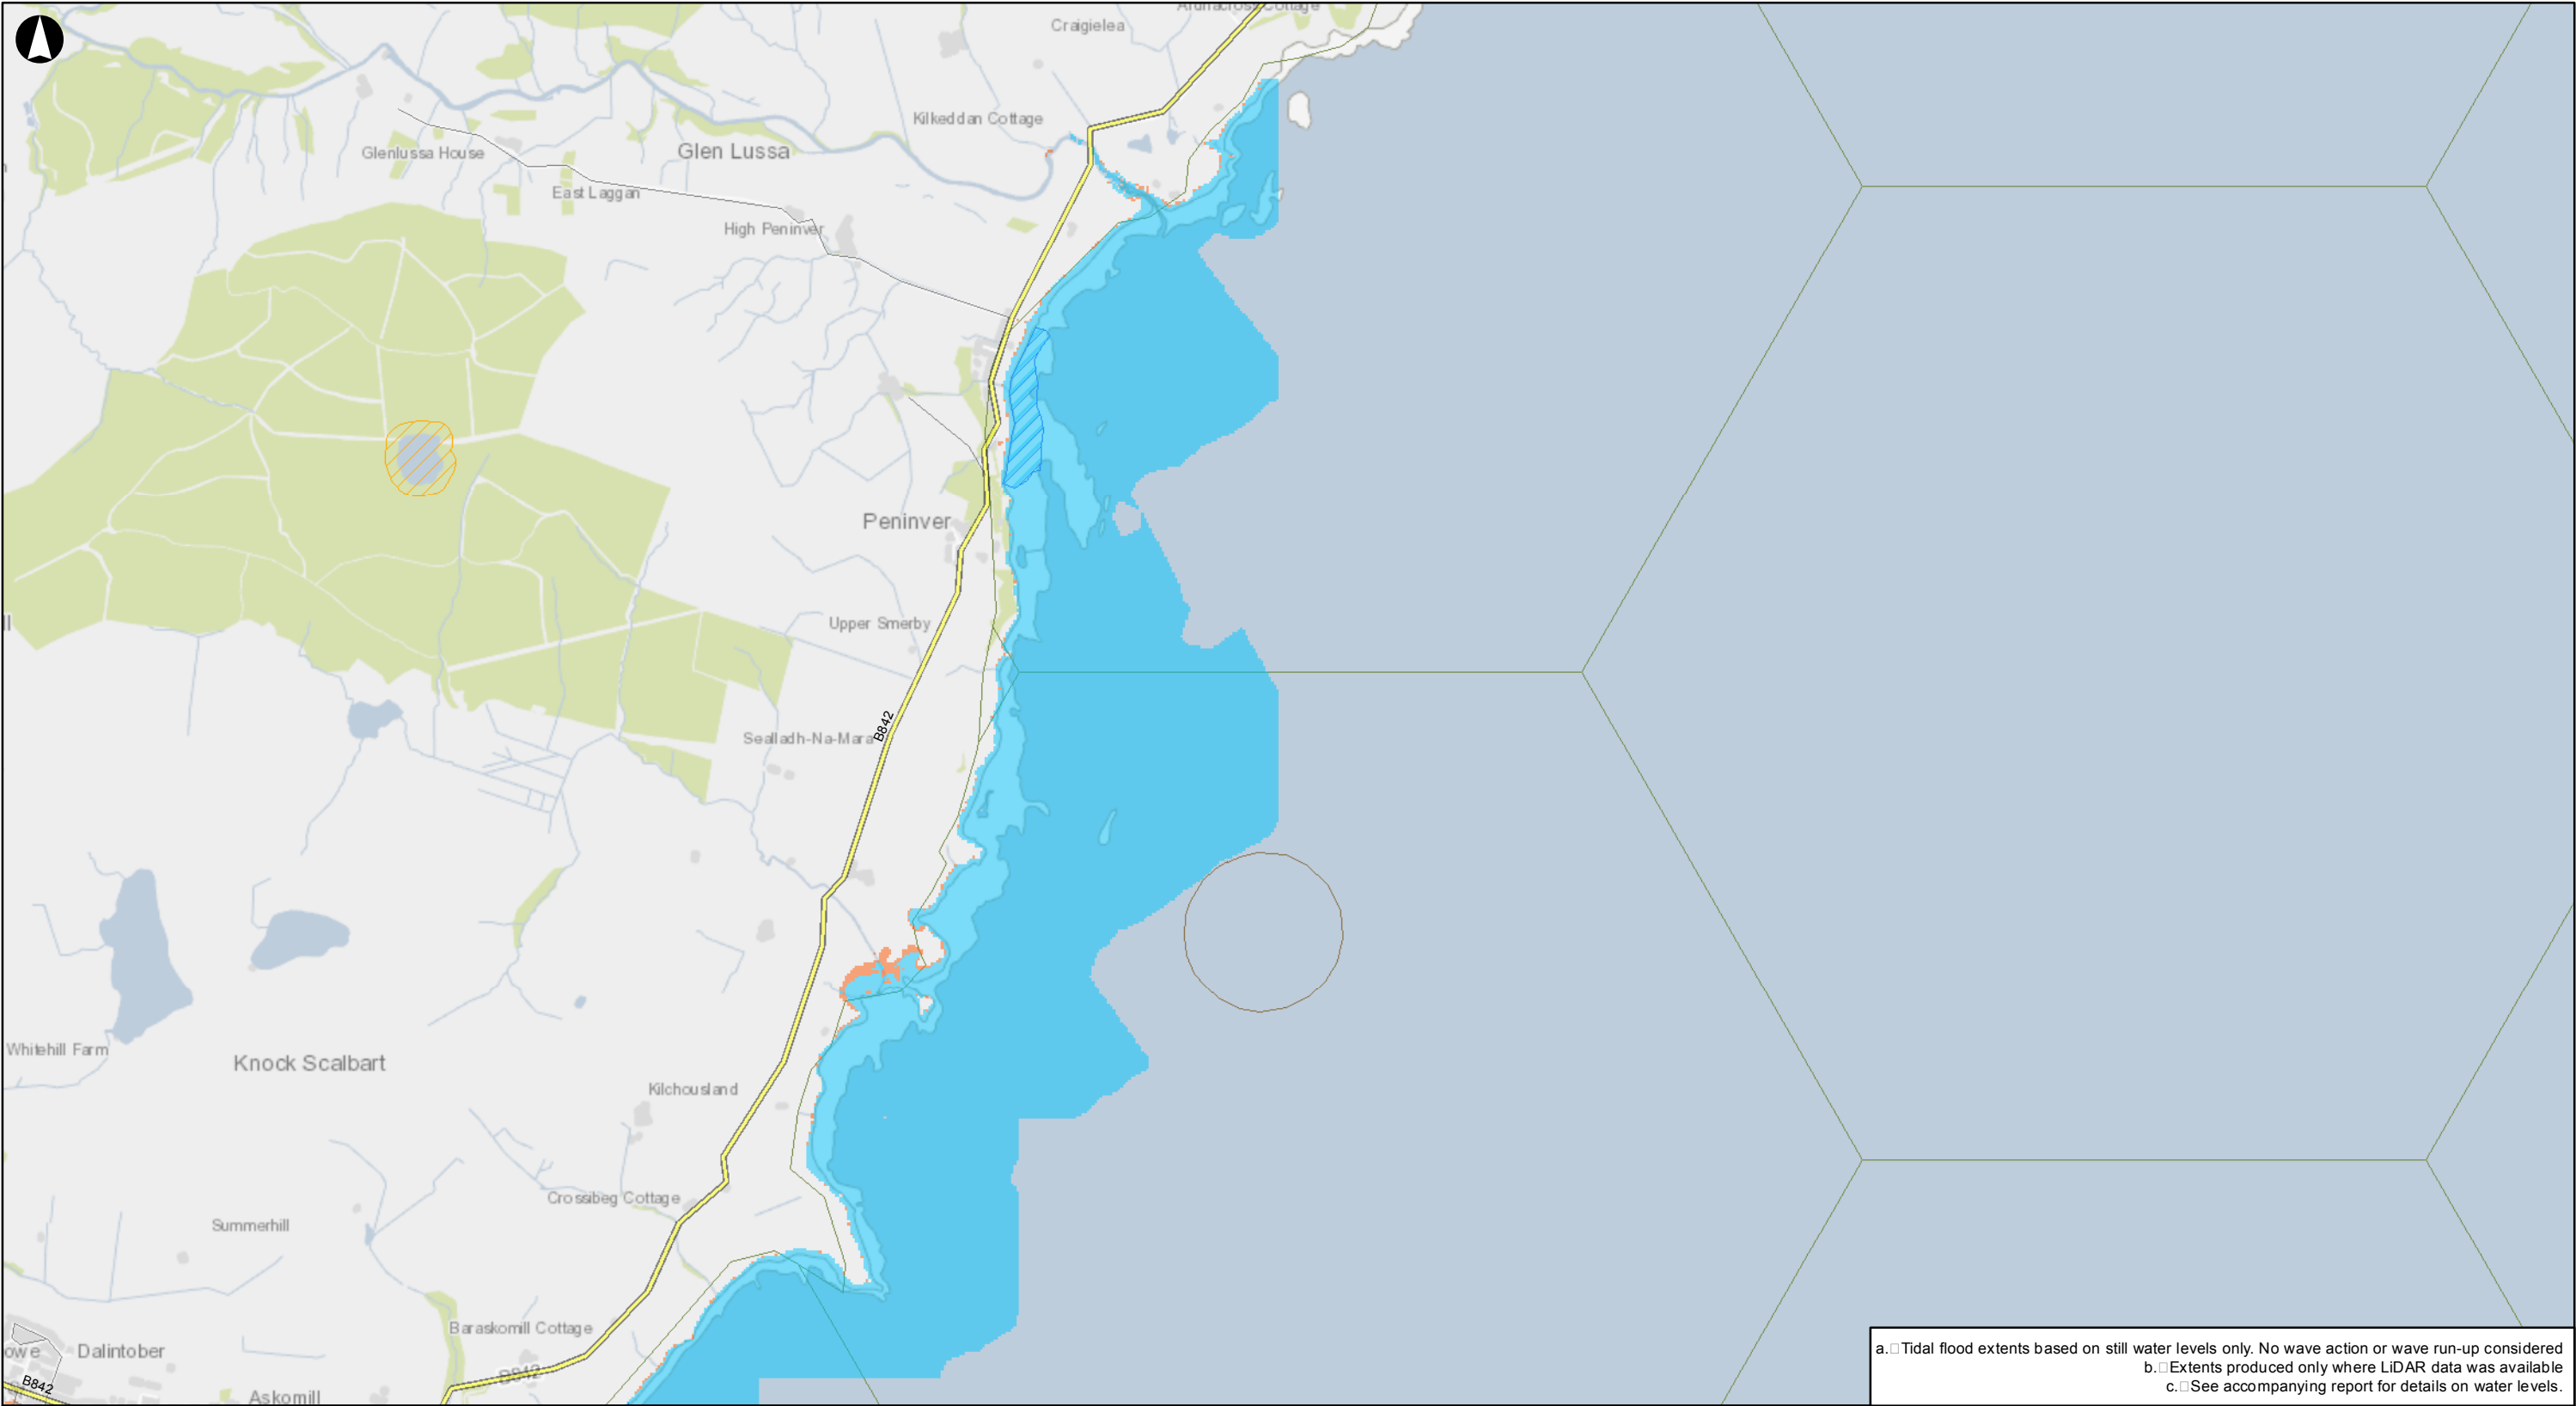 Ardnacross Cottage
Craigielea
Kilkeddan Cottage
Glenlussa House
Glen Lussa
East Laggan
High Peninver
Peninver
Upper Smerby
B842
Sealladh-Na-Mara
Whitehill Farm
Knock Scalbart
Kilchousland
Crossibeg Cottage
Summerhill
Baraskomill Cottage
Dalintober
owe
B842
B842
Askomill
a. Tidal flood extents based on still water levels only. No wave action or wave run-up considered
b. Extents produced only where LiDAR data was available
c. See accompanying report for details on water levels.